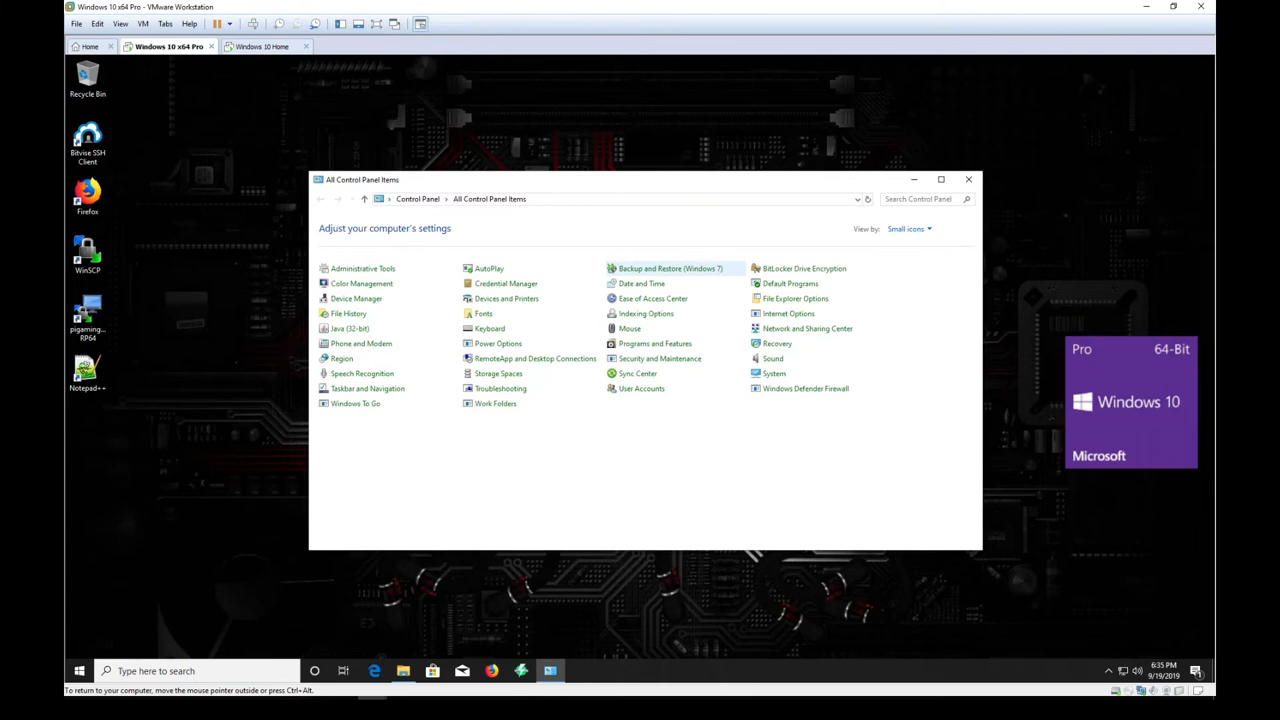 Windows 10 x64 Pro - VMware Workstation
File Edit View VM Tabs Help
Home Windows 10 x64 Pro Windows 10 Home
Recycle Bin
Bitvise SSH
Client
Firefox
WinSCP
pigaming...
RP64
Notepad++
All Control Panel Items
Control Panel All Control Panel Items Search Control Panel
Adjust your computer's settings View by: Small icons
Administrative Tools AutoPlay Backup and Restore (Windows 7) BitLocker Drive Encryption
Color Management Credential Manager Date and Time Default Programs
Device Manager Devices and Printers Ease of Access Center File Explorer Options
File History Fonts Indexing Options Internet Options
Java (32-bit) Keyboard Mouse Network and Sharing Center
Phone and Modem Power Options Programs and Features Recovery
Region RemoteApp and Desktop Connections Security and Maintenance Sound
Speech Recognition Storage Spaces Sync Center System
Taskbar and Navigation Troubleshooting User Accounts Windows Defender Firewall
Windows To Go Work Folders
Pro 64-Bit
Windows 10
Microsoft
Type here to search
6:35 PM
9/19/2019
To return to your computer, move the mouse pointer outside or press Ctrl+Alt.